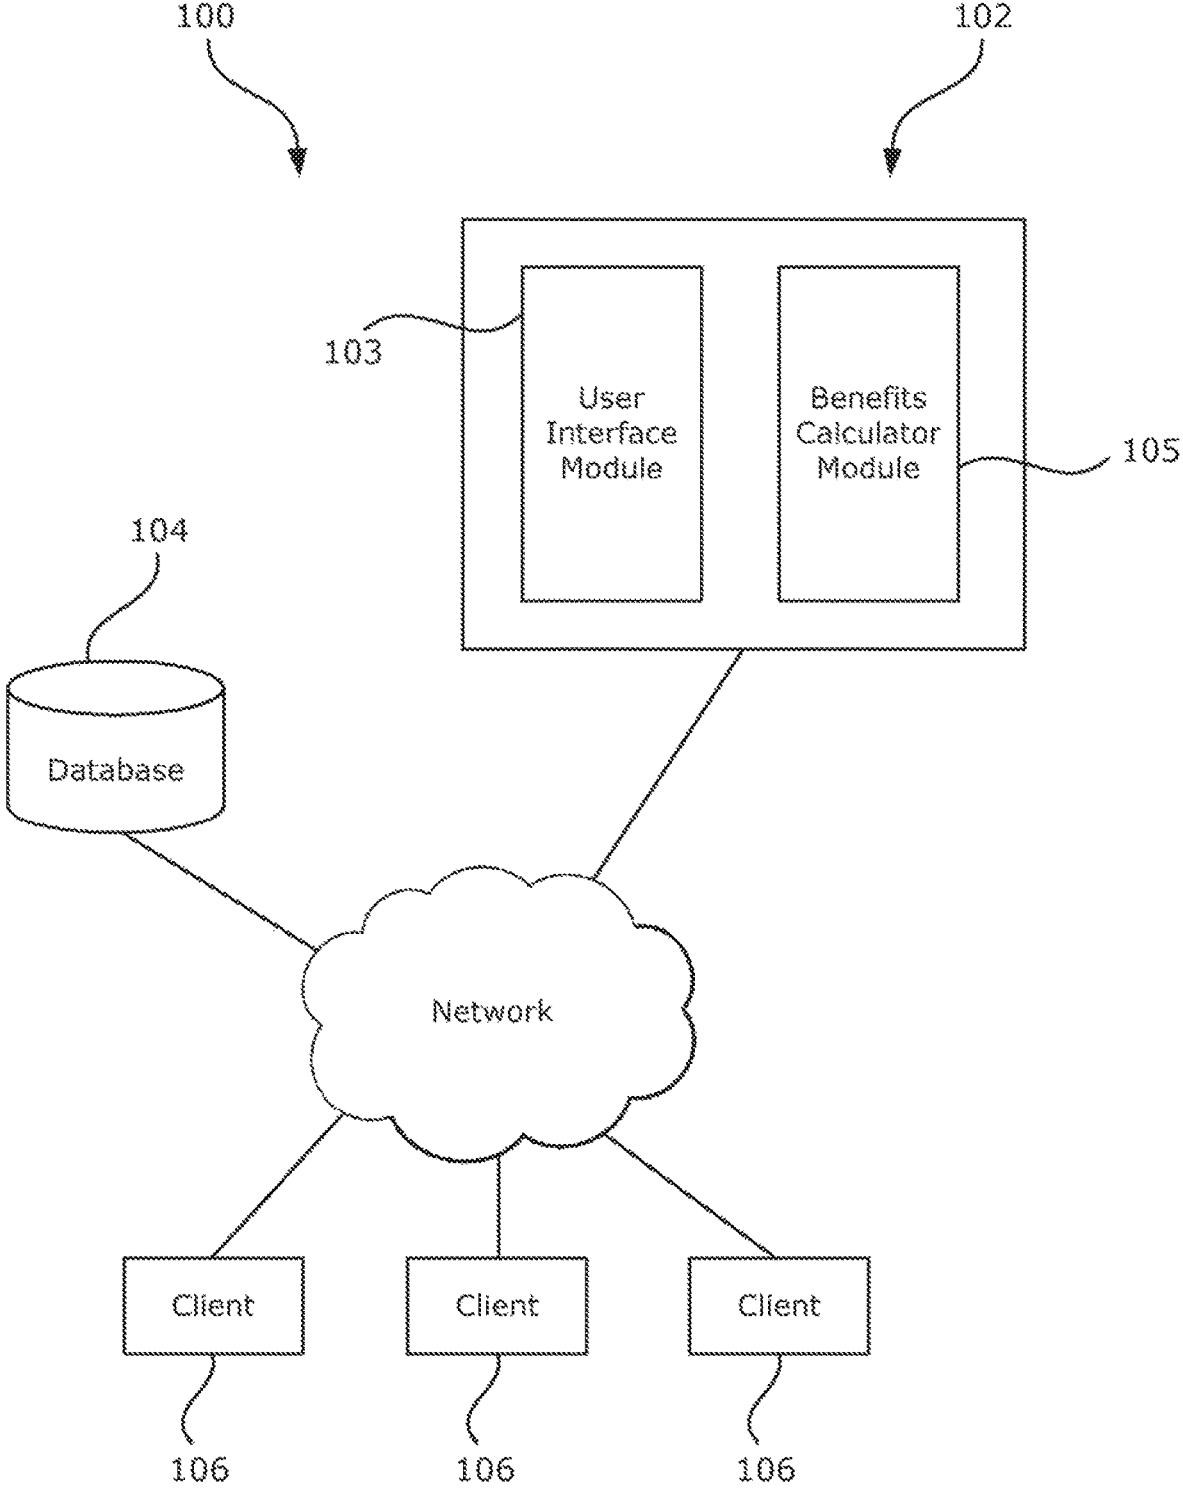 100
102
103
User
Interface
Module
Benefits
Calculator
Module
105
104
Database
Network
Client
Client
Client
106
106
106